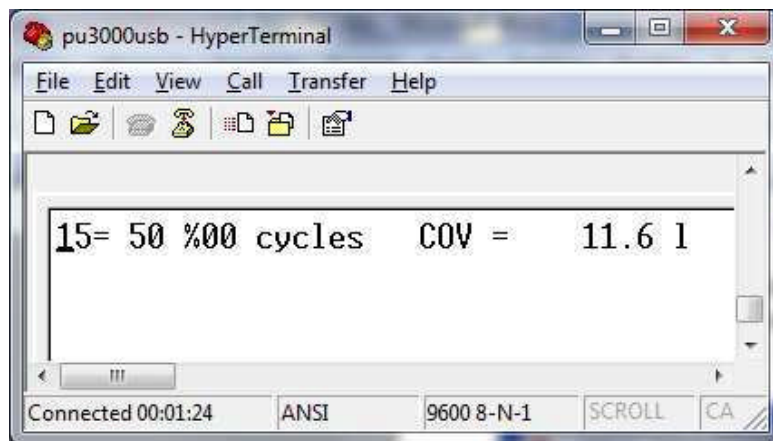 pu3000usb - HyperTerminal
File Edit View Call Transfer Help
15= 50 %00 cycles COV = 11.6 l
Connected 00:01:24 ANSI 9600 8-N-1 SCROLL CA